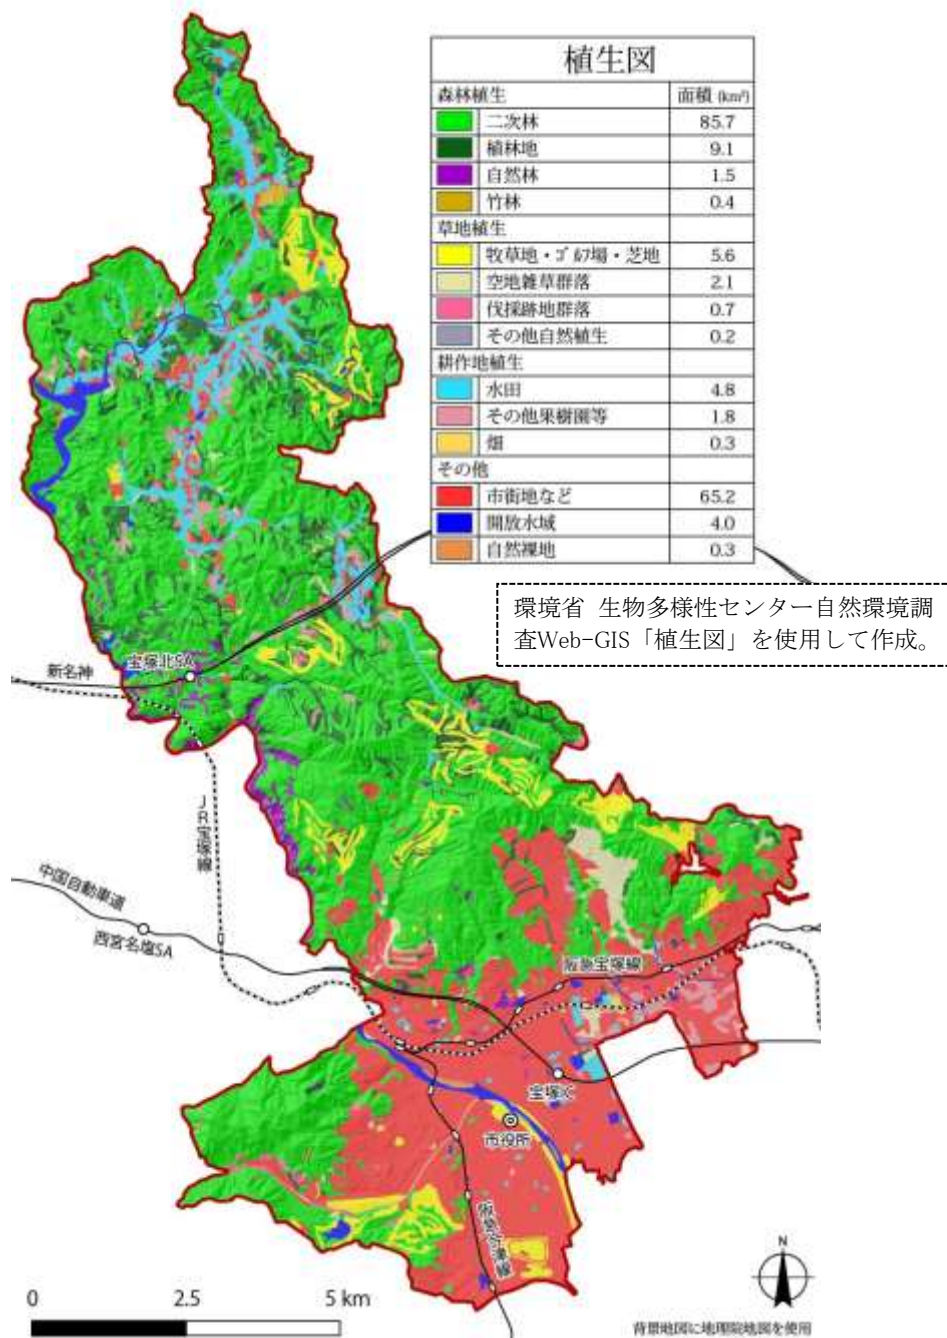 植生図
森林植生 面積 (km²)
二次林 85.7
植林地 9.1
自然林 1.5
竹林 0.4
草地植生
牧草地・ゴルフ場・芝地 5.6
空地雑草群落 2.1
伐採跡地群落 0.7
その他自然植生 0.2
耕作地植生
水田 4.8
その他果樹園等 1.8
畑 0.3
その他
市街地など 65.2
開放水域 4.0
自然裸地 0.3
環境省 生物多様性センター自然環境調
査Web-GIS「植生図」を使用して作成。
新名神
宝塚北SA
JR宝塚線
中国自動車道
西宮名塩SA
阪急宝塚線
宝塚IC
市役所
阪急今津線
N
0 2.5 5 km
背景地図に地理院地図を使用